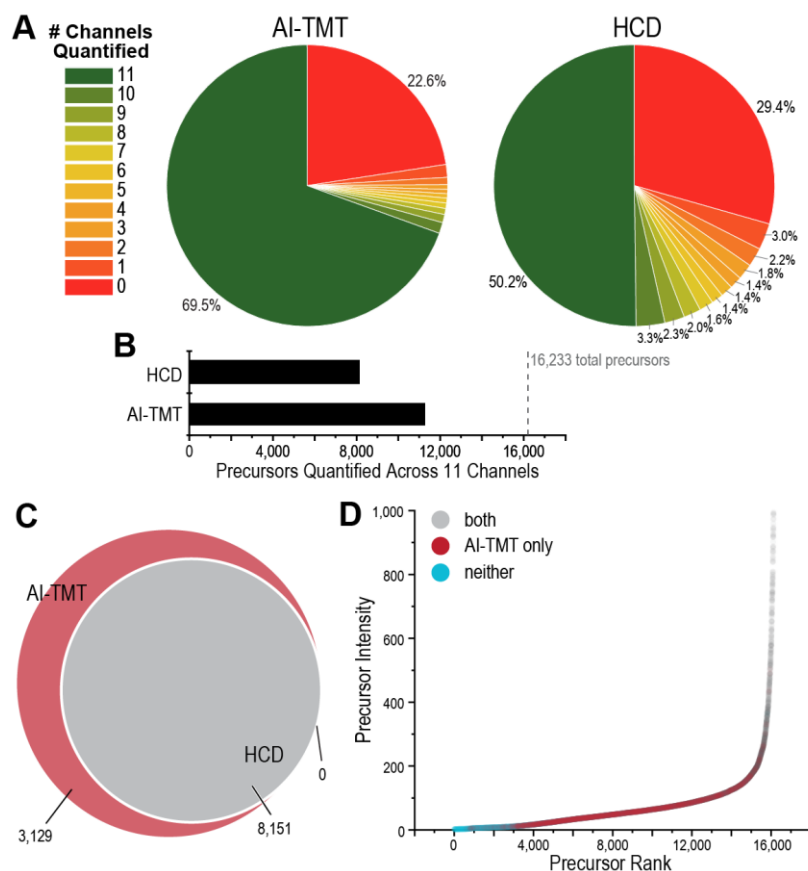 A
# Channels
Quantified
11
10
9
8
7
6
5
4
3
2
1
0
AI-TMT
22.6%
69.5%
HCD
29.4%
3.0%
2.2%
1.8%
1.4%
1.4%
1.6%
2.0%
2.3%
3.3%
50.2%
B
16,233 total precursors
HCD
AI-TMT
0
4,000
8,000
12,000
16,000
Precursors Quantified Across 11 Channels
C
AI-TMT
HCD
0
3,129
8,151
D
both
AI-TMT only
neither
Precursor Intensity
1,000
800
600
400
200
0
0
4,000
8,000
12,000
16,000
Precursor Rank